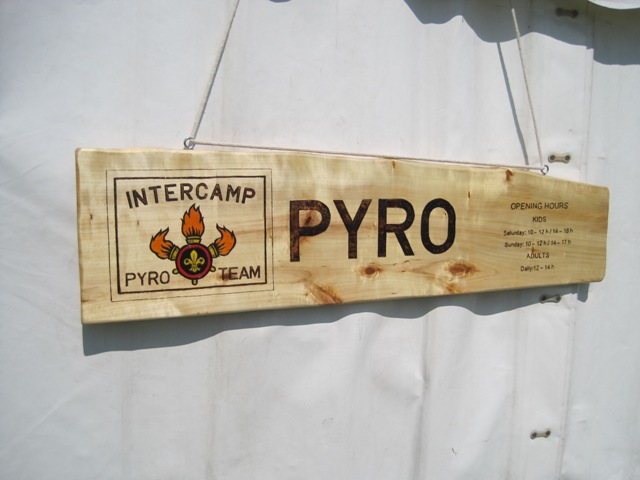 INTERCAMP
PYRO TEAM
PYRO
OPENING HOURS
KIDS
Saturday: 10 – 12 h / 14 – 18 h
Sunday: 10 – 12 h / 14 – 17 h
ADULTS
Daily: 12 – 14 h